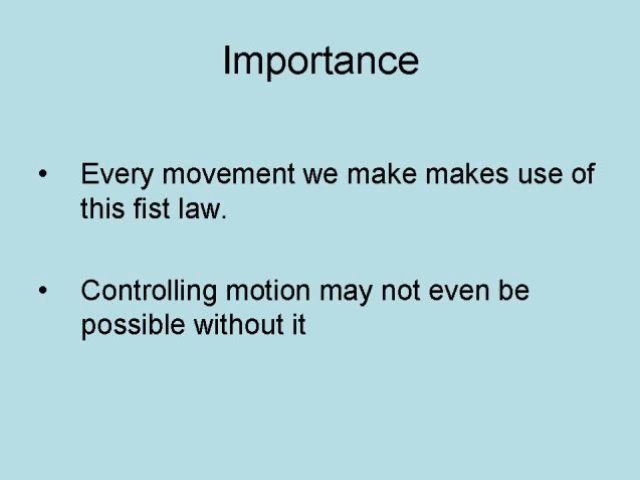 Importance
• Every movement we make makes use of
this fist law.
• Controlling motion may not even be
possible without it